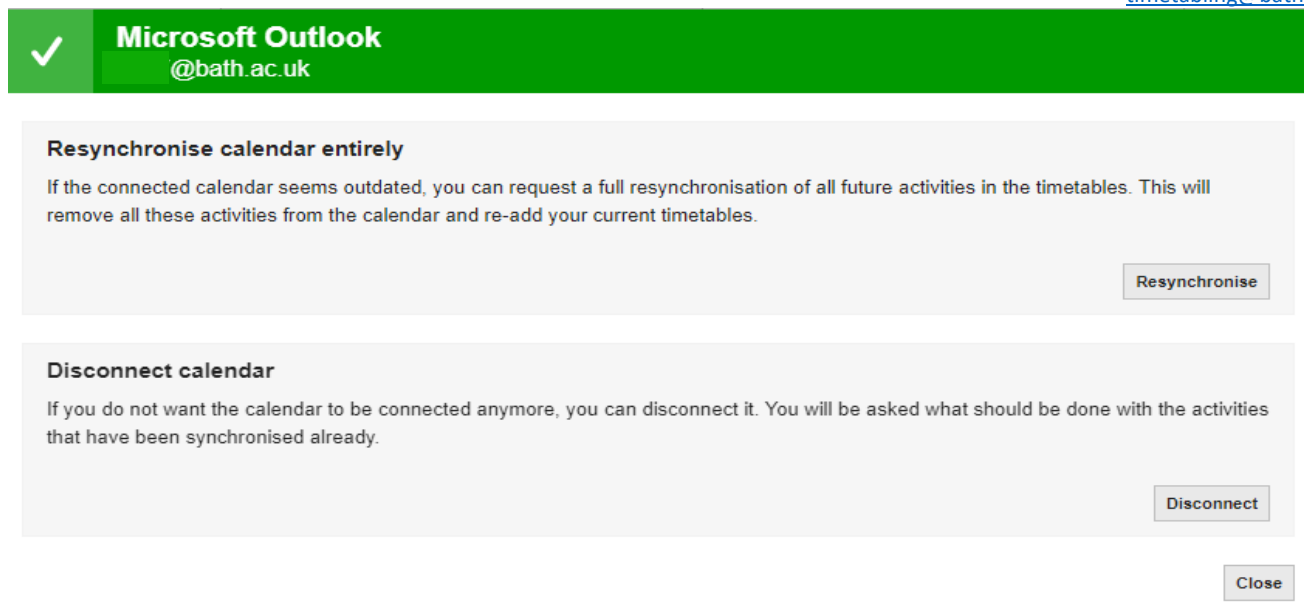 Microsoft Outlook
@bath.ac.uk
Resynchronise calendar entirely
If the connected calendar seems outdated, you can request a full resynchronisation of all future activities in the timetables. This will
remove all these activities from the calendar and re-add your current timetables.
Resynchronise
Disconnect calendar
If you do not want the calendar to be connected anymore, you can disconnect it. You will be asked what should be done with the activities
that have been synchronised already.
Disconnect
Close